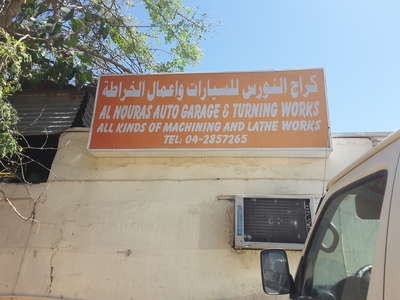 كراج النورس للسيارات وأعمال الخراطة
AL NOURAS AUTO GARAGE & TURNING WORKS
ALL KINDS OF MACHINING AND LATHE WORKS
TEL: 04-2857265